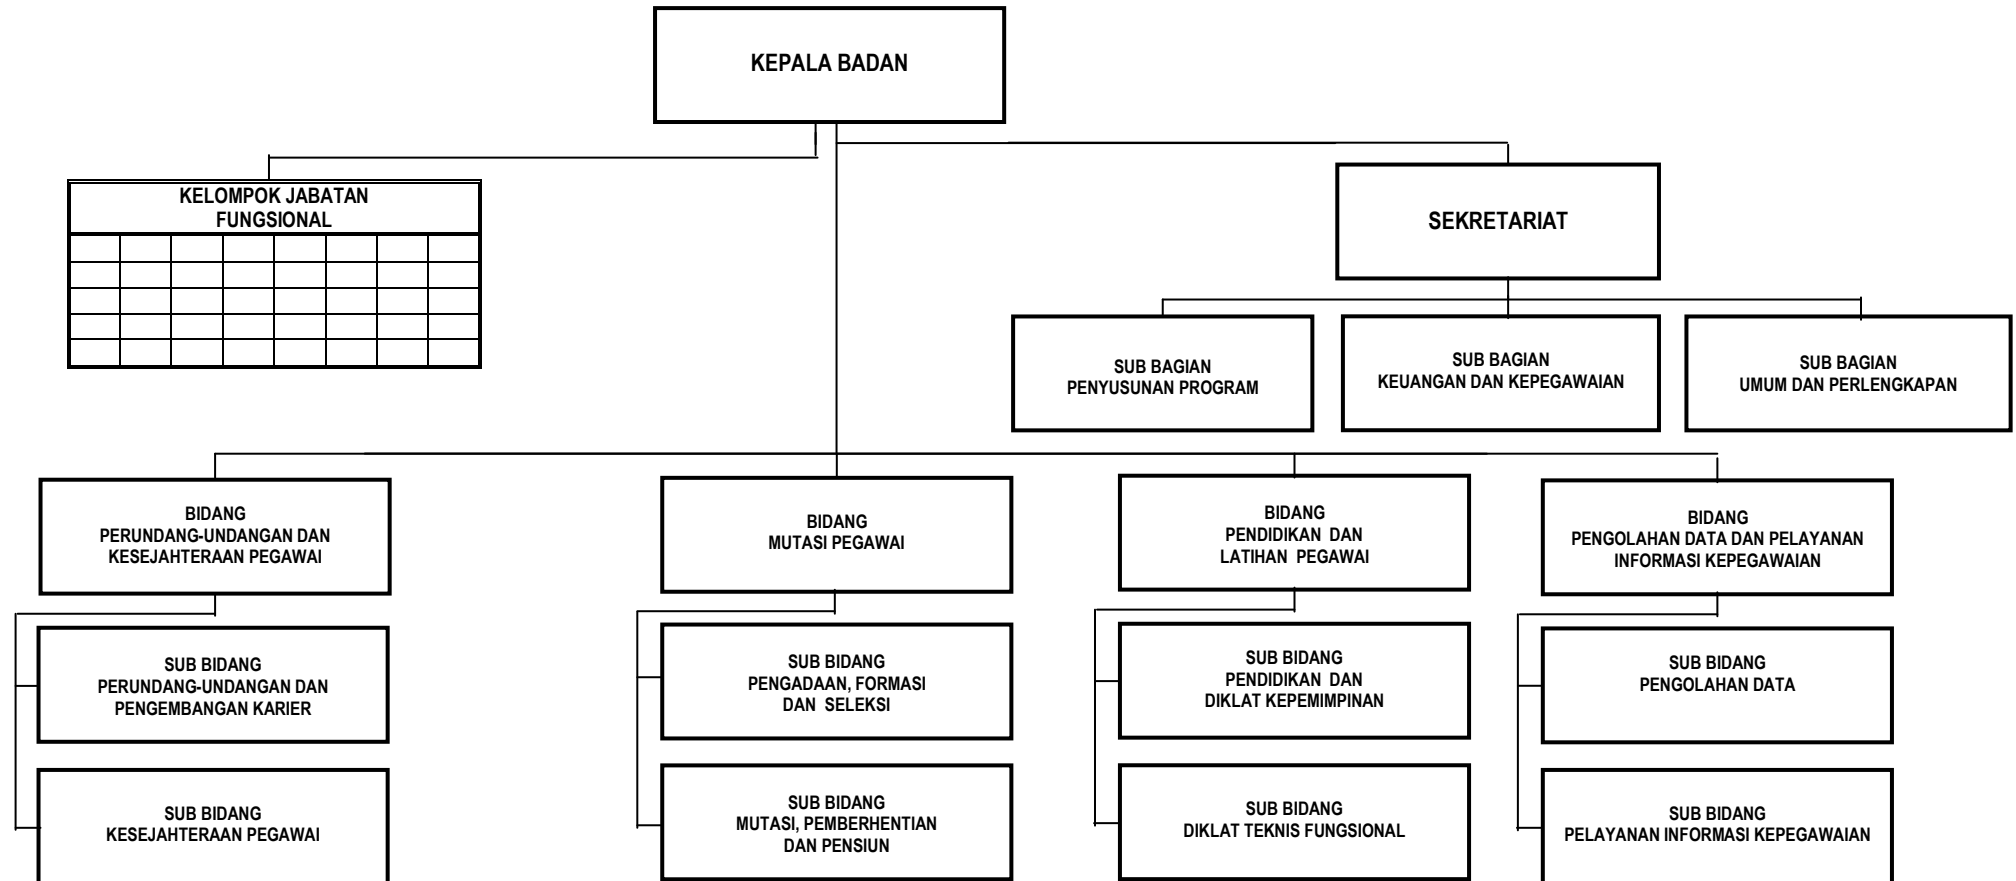 KEPALA BADAN
KELOMPOK JABATAN
FUNGSIONAL
SEKRETARIAT
SUB BAGIAN
PENYUSUNAN PROGRAM
SUB BAGIAN
KEUANGAN DAN KEPEGAWAIAN
SUB BAGIAN
UMUM DAN PERLENGKAPAN
BIDANG
PERUNDANG-UNDANGAN DAN
KESEJAHTERAAN PEGAWAI
BIDANG
MUTASI PEGAWAI
BIDANG
PENDIDIKAN DAN
LATIHAN PEGAWAI
BIDANG
PENGOLAHAN DATA DAN PELAYANAN
INFORMASI KEPEGAWAIAN
SUB BIDANG
PERUNDANG-UNDANGAN DAN
PENGEMBANGAN KARIER
SUB BIDANG
PENGADAAN, FORMASI
DAN SELEKSI
SUB BIDANG
PENDIDIKAN DAN
DIKLAT KEPEMIMPINAN
SUB BIDANG
PENGOLAHAN DATA
SUB BIDANG
KESEJAHTERAAN PEGAWAI
SUB BIDANG
MUTASI, PEMBERHENTIAN
DAN PENSIUN
SUB BIDANG
DIKLAT TEKNIS FUNGSIONAL
SUB BIDANG
PELAYANAN INFORMASI KEPEGAWAIAN